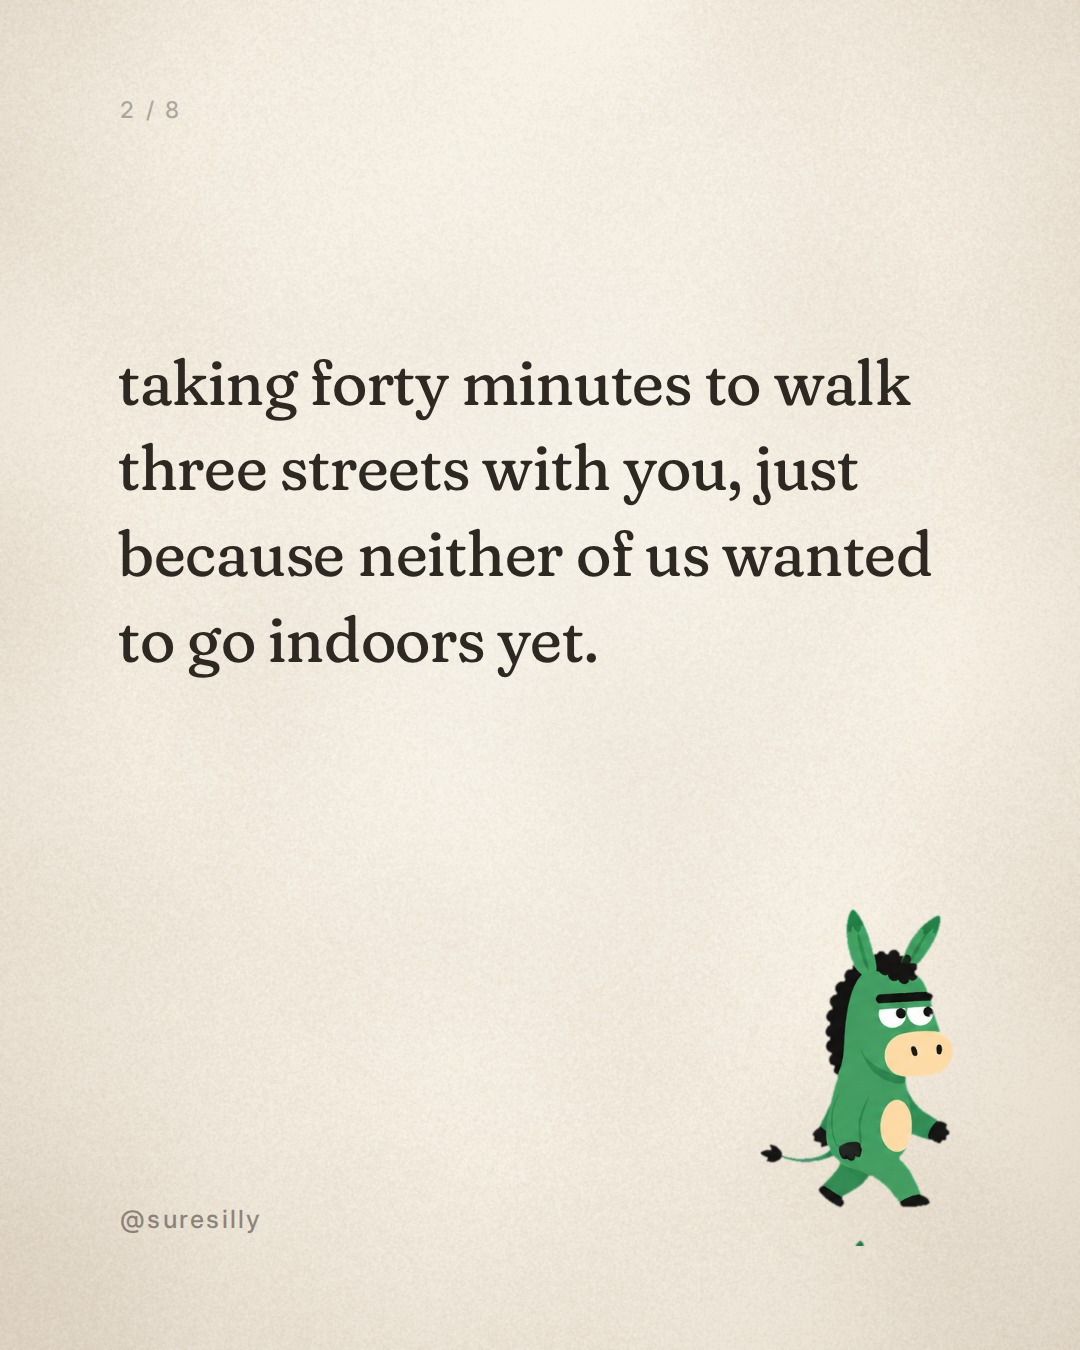 2 / 8
taking forty minutes to walk
three streets with you, just
because neither of us wanted
to go indoors yet.
@suresilly